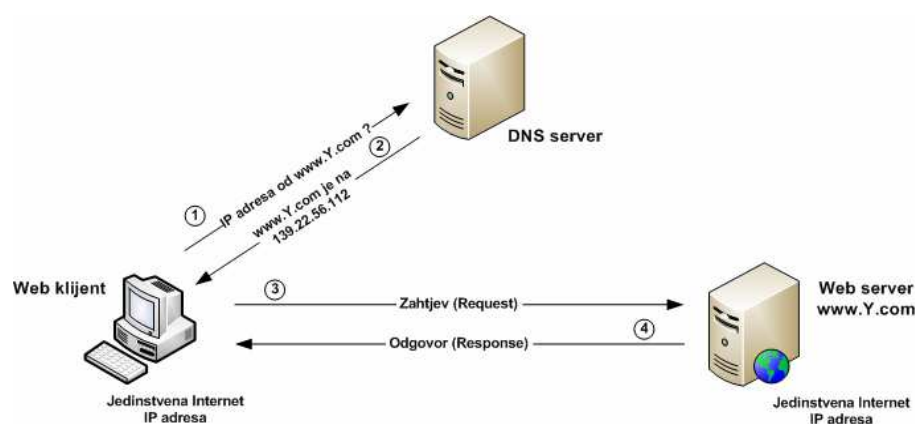 DNS server
2
IP adresa od www.Y.com ?
1
www.Y.com je na
139.22.56.112
Web klijent
3
Zahtjev (Request)
Web server
www.Y.com
4
Odgovor (Response)
Jedinstvena Internet
IP adresa
Jedinstvena Internet
IP adresa